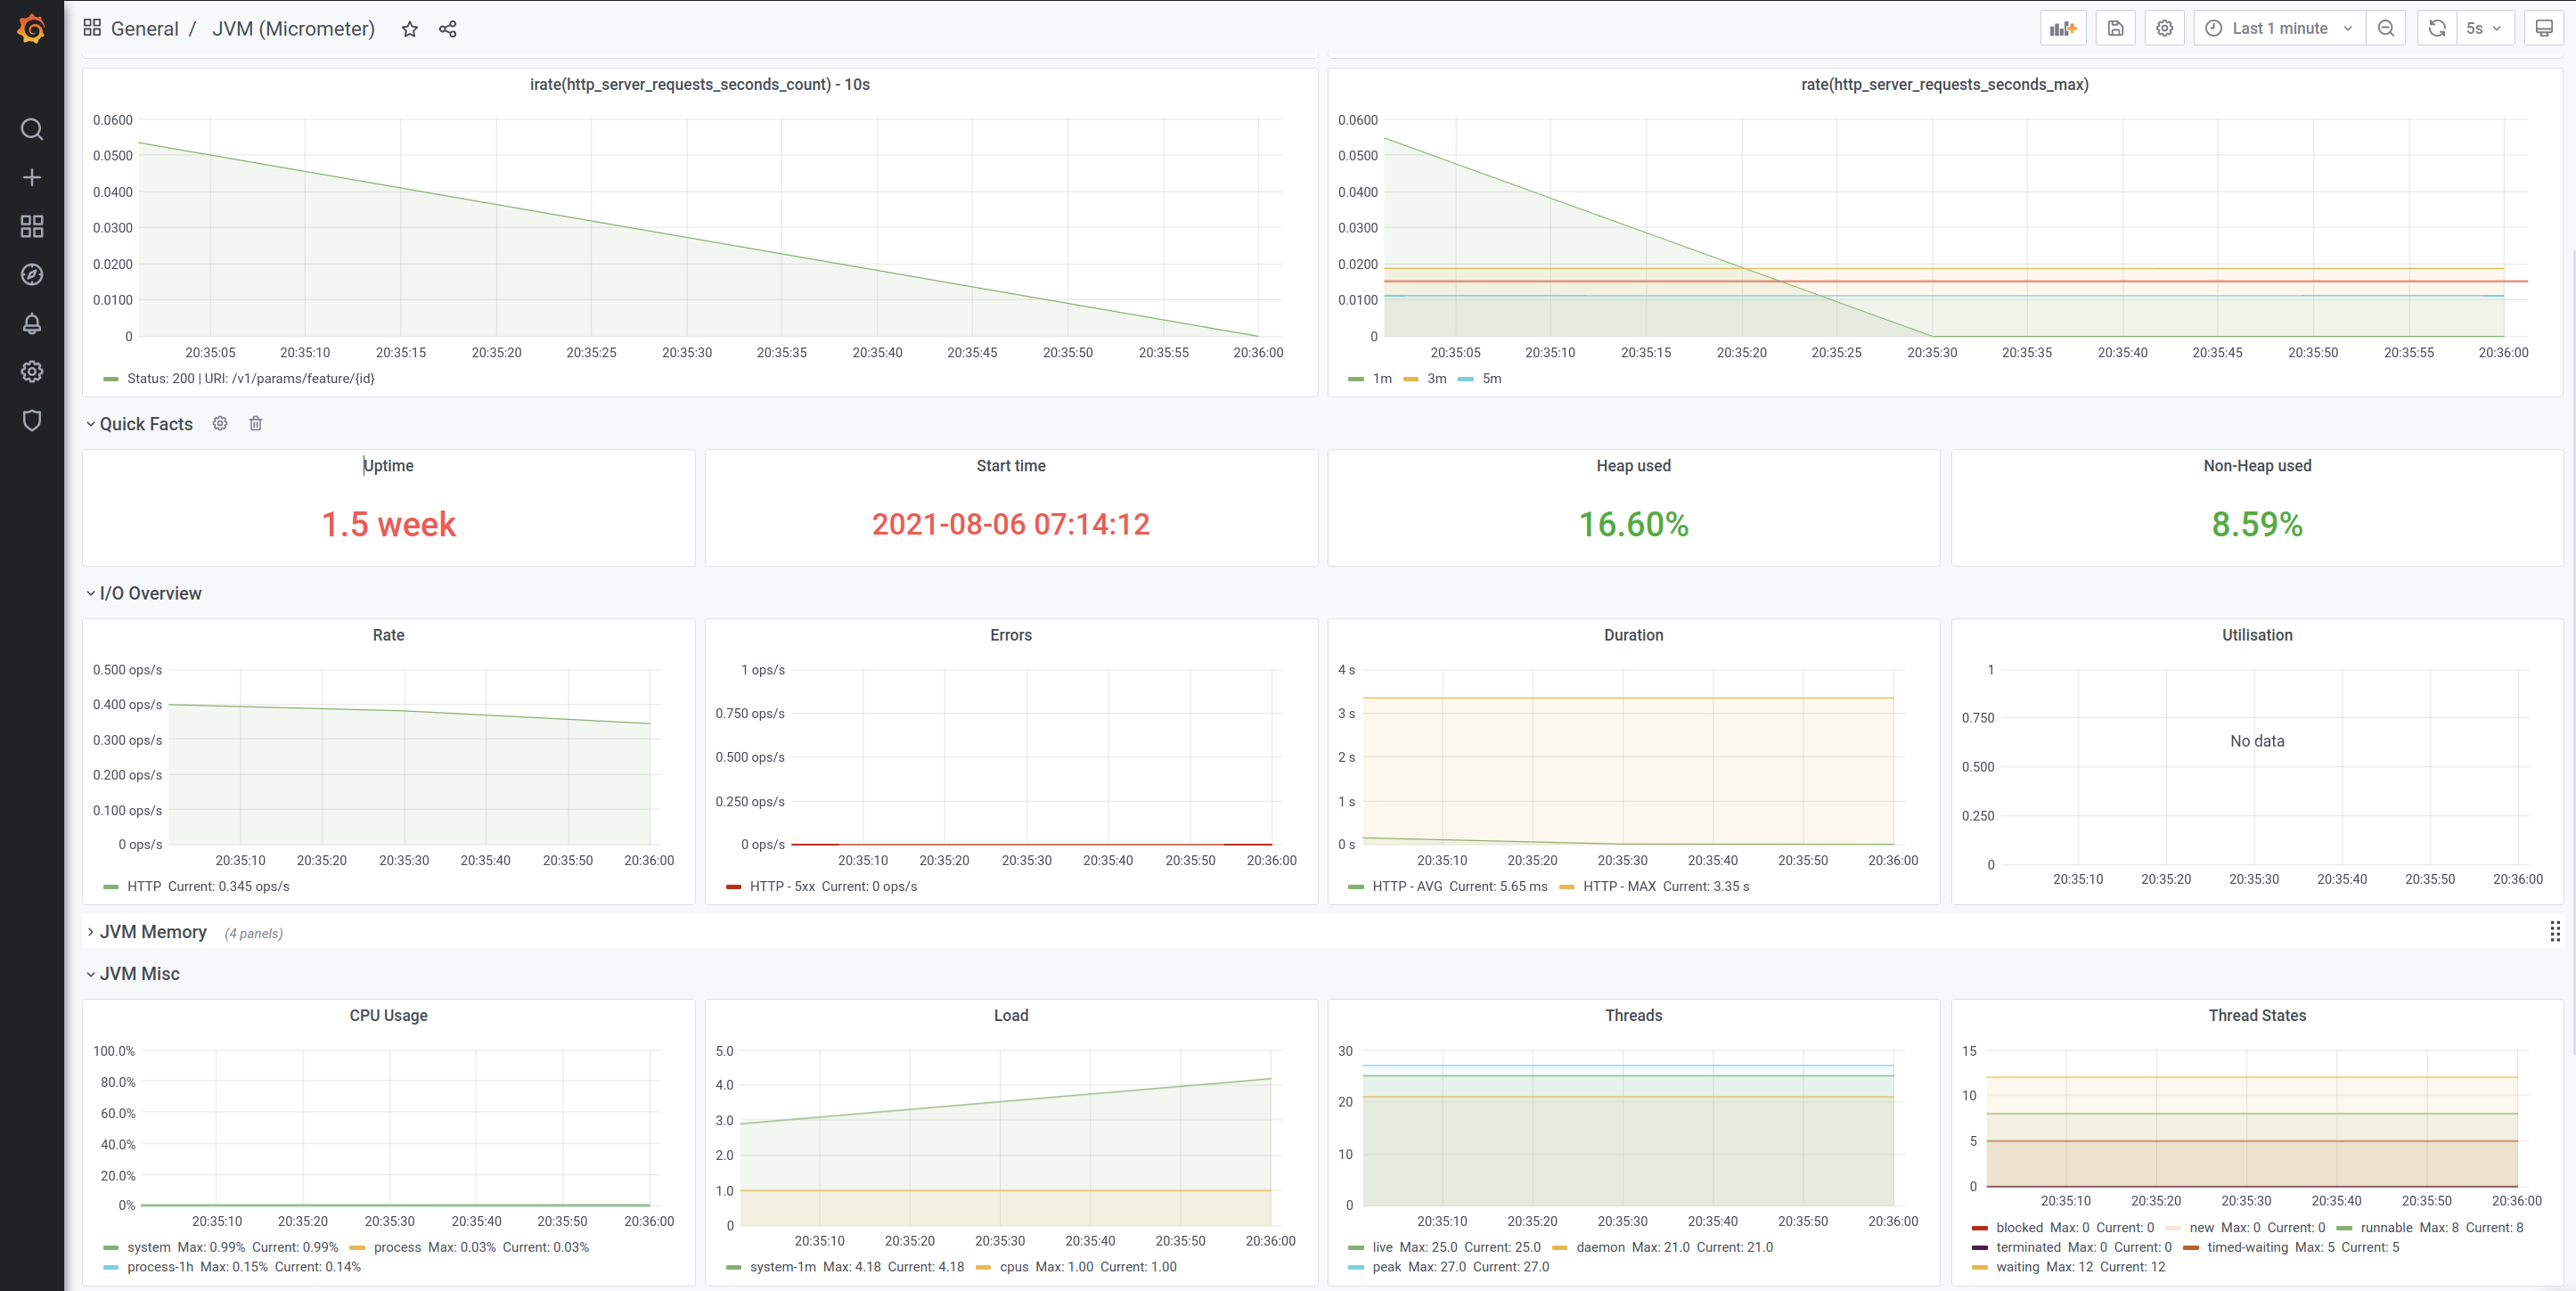 General / JVM (Micrometer)
Last 1 minute
5s
irate(http_server_requests_seconds_count) - 10s
0.0600
0.0500
0.0400
0.0300
0.0200
0.0100
0
20:35:05 20:35:10 20:35:15 20:35:20 20:35:25 20:35:30 20:35:35 20:35:40 20:35:45 20:35:50 20:35:55 20:36:00
Status: 200 | URI: /v1/params/feature/{id}
rate(http_server_requests_seconds_max)
0.0600
0.0500
0.0400
0.0300
0.0200
0.0100
0
20:35:05 20:35:10 20:35:15 20:35:20 20:35:25 20:35:30 20:35:35 20:35:40 20:35:45 20:35:50 20:35:55 20:36:00
1m 3m 5m
Quick Facts
Uptime
1.5 week
Start time
2021-08-06 07:14:12
Heap used
16.60%
Non-Heap used
8.59%
I/O Overview
Rate
0.500 ops/s
0.400 ops/s
0.300 ops/s
0.200 ops/s
0.100 ops/s
0 ops/s
20:35:10 20:35:20 20:35:30 20:35:40 20:35:50 20:36:00
HTTP Current: 0.345 ops/s
Errors
1 ops/s
0.750 ops/s
0.500 ops/s
0.250 ops/s
0 ops/s
20:35:10 20:35:20 20:35:30 20:35:40 20:35:50 20:36:00
HTTP - 5xx Current: 0 ops/s
Duration
4 s
3 s
2 s
1 s
0 s
20:35:10 20:35:20 20:35:30 20:35:40 20:35:50 20:36:00
HTTP - AVG Current: 5.65 ms HTTP - MAX Current: 3.35 s
Utilisation
1
0.750
0.500
0.250
0
No data
20:35:10 20:35:20 20:35:30 20:35:40 20:35:50 20:36:00
JVM Memory (4 panels)
JVM Misc
CPU Usage
100.0%
80.0%
60.0%
40.0%
20.0%
0%
20:35:10 20:35:20 20:35:30 20:35:40 20:35:50 20:36:00
system Max: 0.99% Current: 0.99% process Max: 0.03% Current: 0.03%
process-1h Max: 0.15% Current: 0.14%
Load
5.0
4.0
3.0
2.0
1.0
0
20:35:10 20:35:20 20:35:30 20:35:40 20:35:50 20:36:00
system-1m Max: 4.18 Current: 4.18 cpus Max: 1.00 Current: 1.00
Threads
30
20
10
0
20:35:10 20:35:20 20:35:30 20:35:40 20:35:50 20:36:00
live Max: 25.0 Current: 25.0 daemon Max: 21.0 Current: 21.0
peak Max: 27.0 Current: 27.0
Thread States
15
10
5
0
20:35:10 20:35:20 20:35:30 20:35:40 20:35:50 20:36:00
blocked Max: 0 Current: 0 new Max: 0 Current: 0 runnable Max: 8 Current: 8
terminated Max: 0 Current: 0 timed-waiting Max: 5 Current: 5
waiting Max: 12 Current: 12